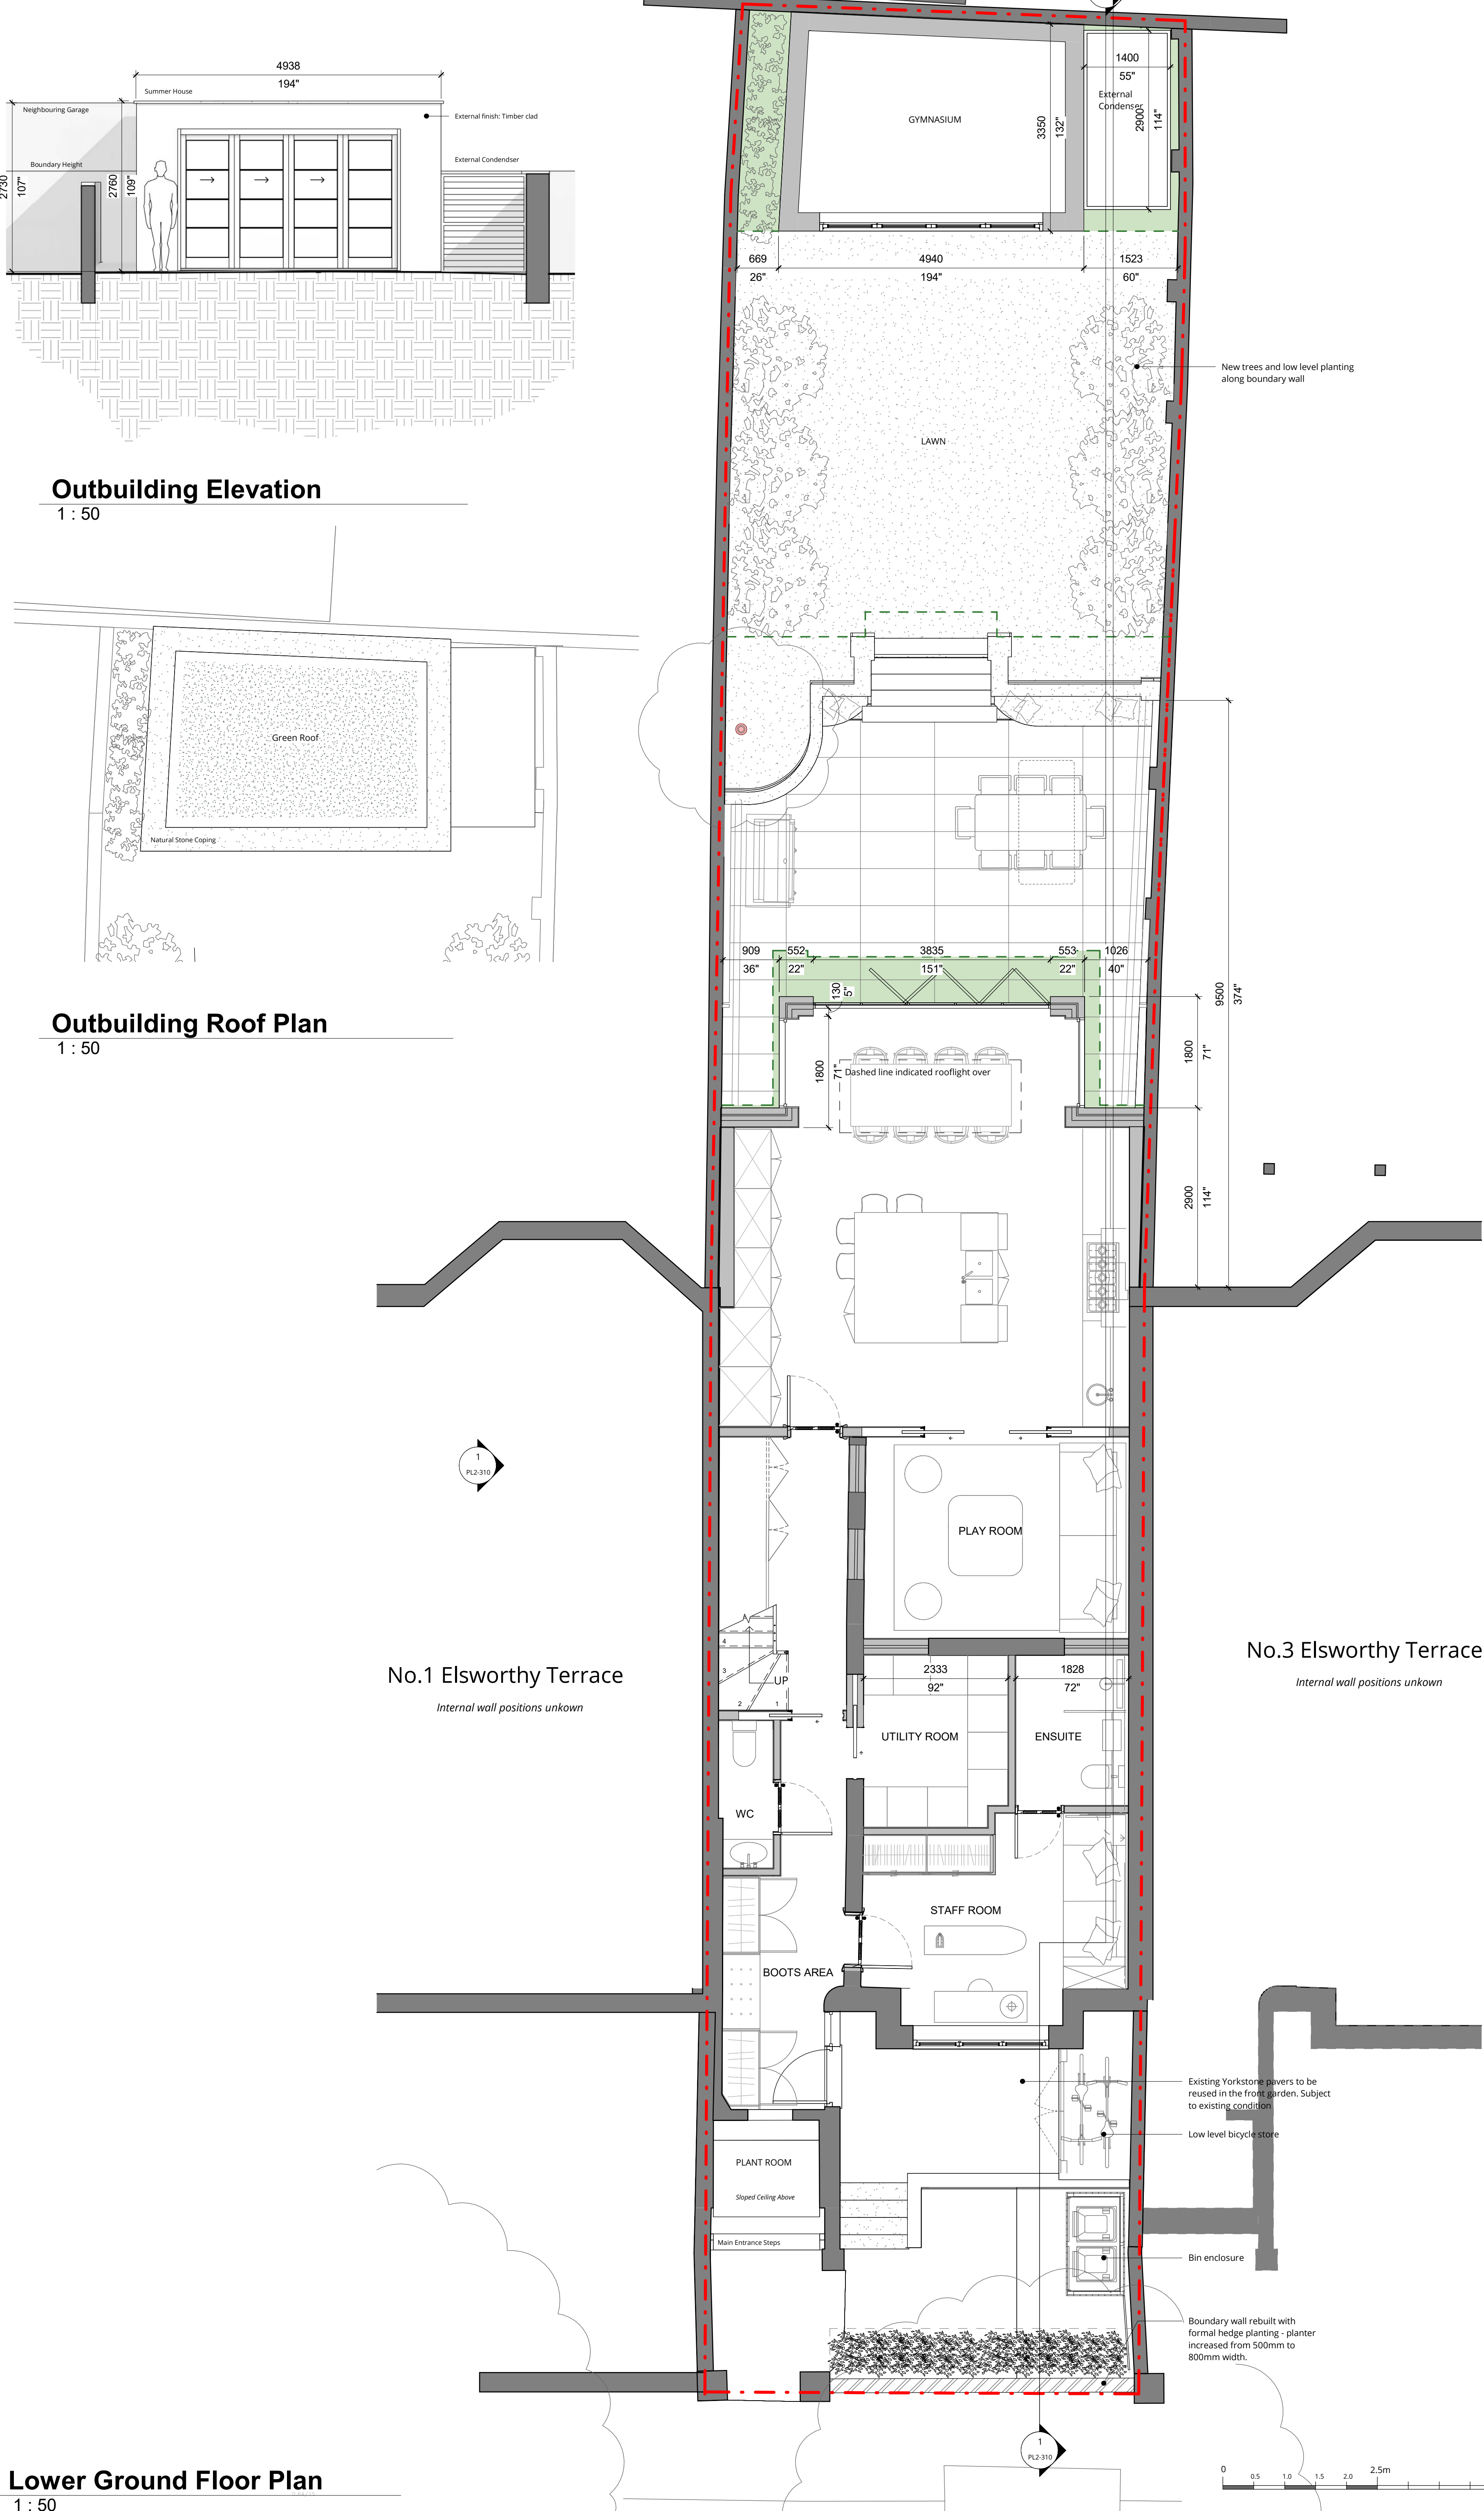 4938
194"
Summer House
Neighbouring Garage
External finish: Timber clad
Boundary Height
External Condendser
2730
107"
2760
109"
Outbuilding Elevation
1 : 50
Green Roof
Natural Stone Coping
Outbuilding Roof Plan
1 : 50
GYMNASIUM
3350
132"
1400
55"
External
Condenser
2900
114"
669
26"
4940
194"
1523
60"
New trees and low level planting
along boundary wall
LAWN
909
36"
552
22"
3835
151"
553
22"
1026
40"
130
5"
9500
374"
1800
71"
1800
71"
Dashed line indicated rooflight over
2900
114"
1
PL2-310
PLAY ROOM
No.1 Elsworthy Terrace
Internal wall positions unkown
No.3 Elsworthy Terrace
Internal wall positions unkown
4
3
2
1
UP
2333
92"
1828
72"
UTILITY ROOM
ENSUITE
WC
STAFF ROOM
BOOTS AREA
Existing Yorkstone pavers to be
reused in the front garden. Subject
to existing condition
Low level bicycle store
PLANT ROOM
Sloped Ceiling Above
Main Entrance Steps
Bin enclosure
Boundary wall rebuilt with
formal hedge planting - planter
increased from 500mm to
800mm width.
1
PL2-310
0
0.5
1.0
1.5
2.0
2.5m
Lower Ground Floor Plan
1 : 50